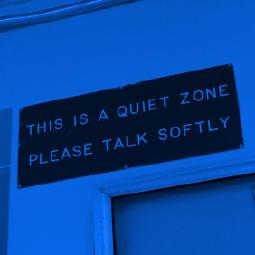 THIS IS A QUIET ZONE
PLEASE TALK SOFTLY